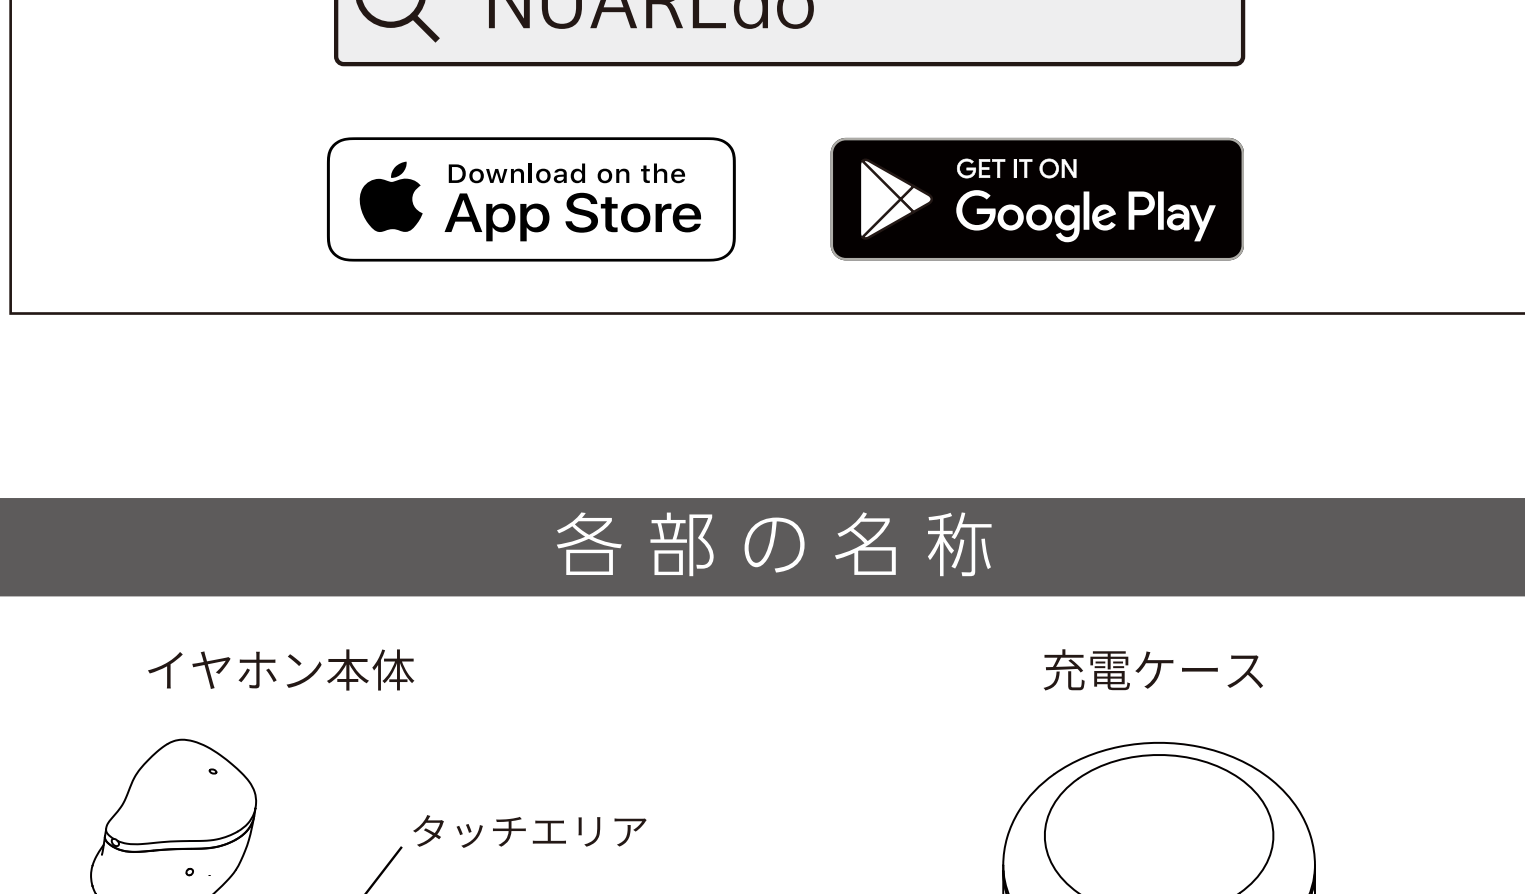 NUARLdo
Download on the
App Store
GET IT ON
Google Play
各部の名称
イヤホン本体
充電ケース
タッチエリア